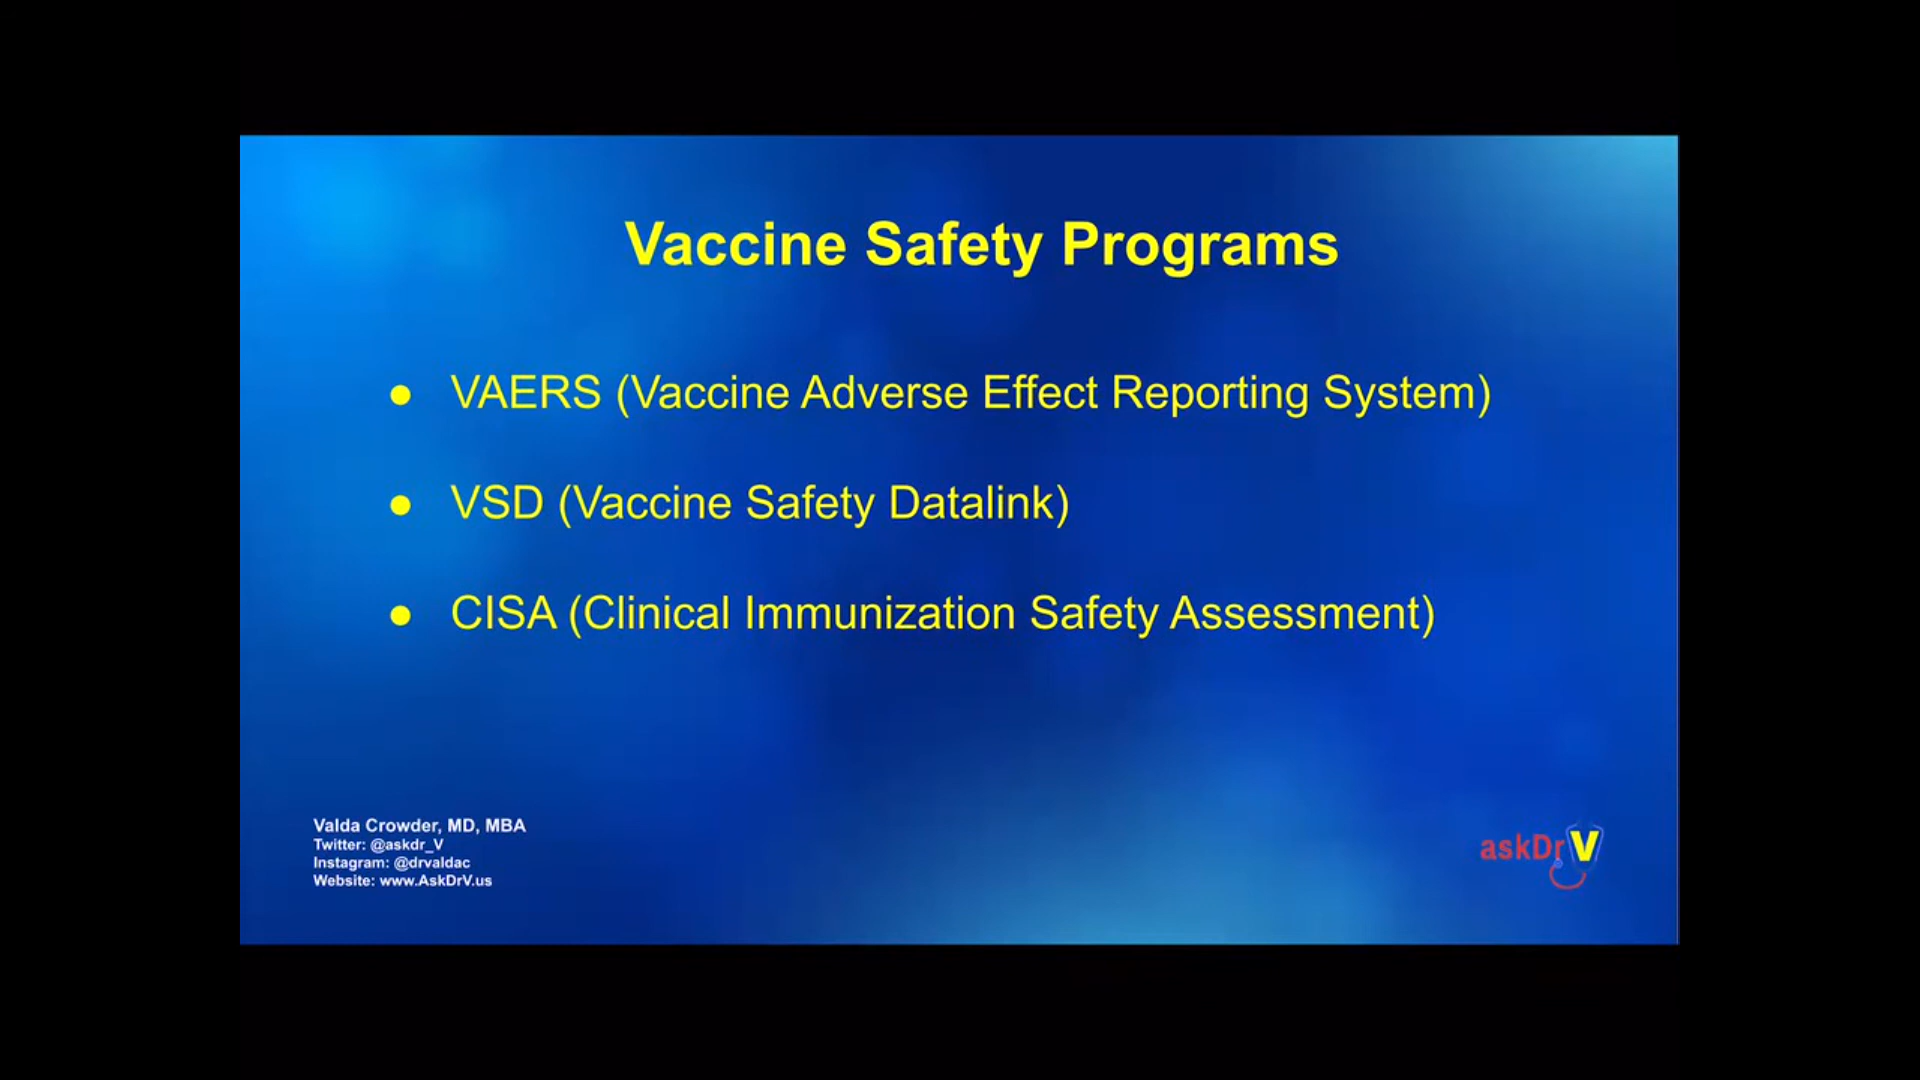 Vaccine Safety Programs
● VAERS (Vaccine Adverse Effect Reporting System)
● VSD (Vaccine Safety Datalink)
● CISA (Clinical Immunization Safety Assessment)
Valda Crowder, MD, MBA
Twitter: @askdr_V
Instagram: @drvaldac
Website: www.AskDrV.us
askDrV